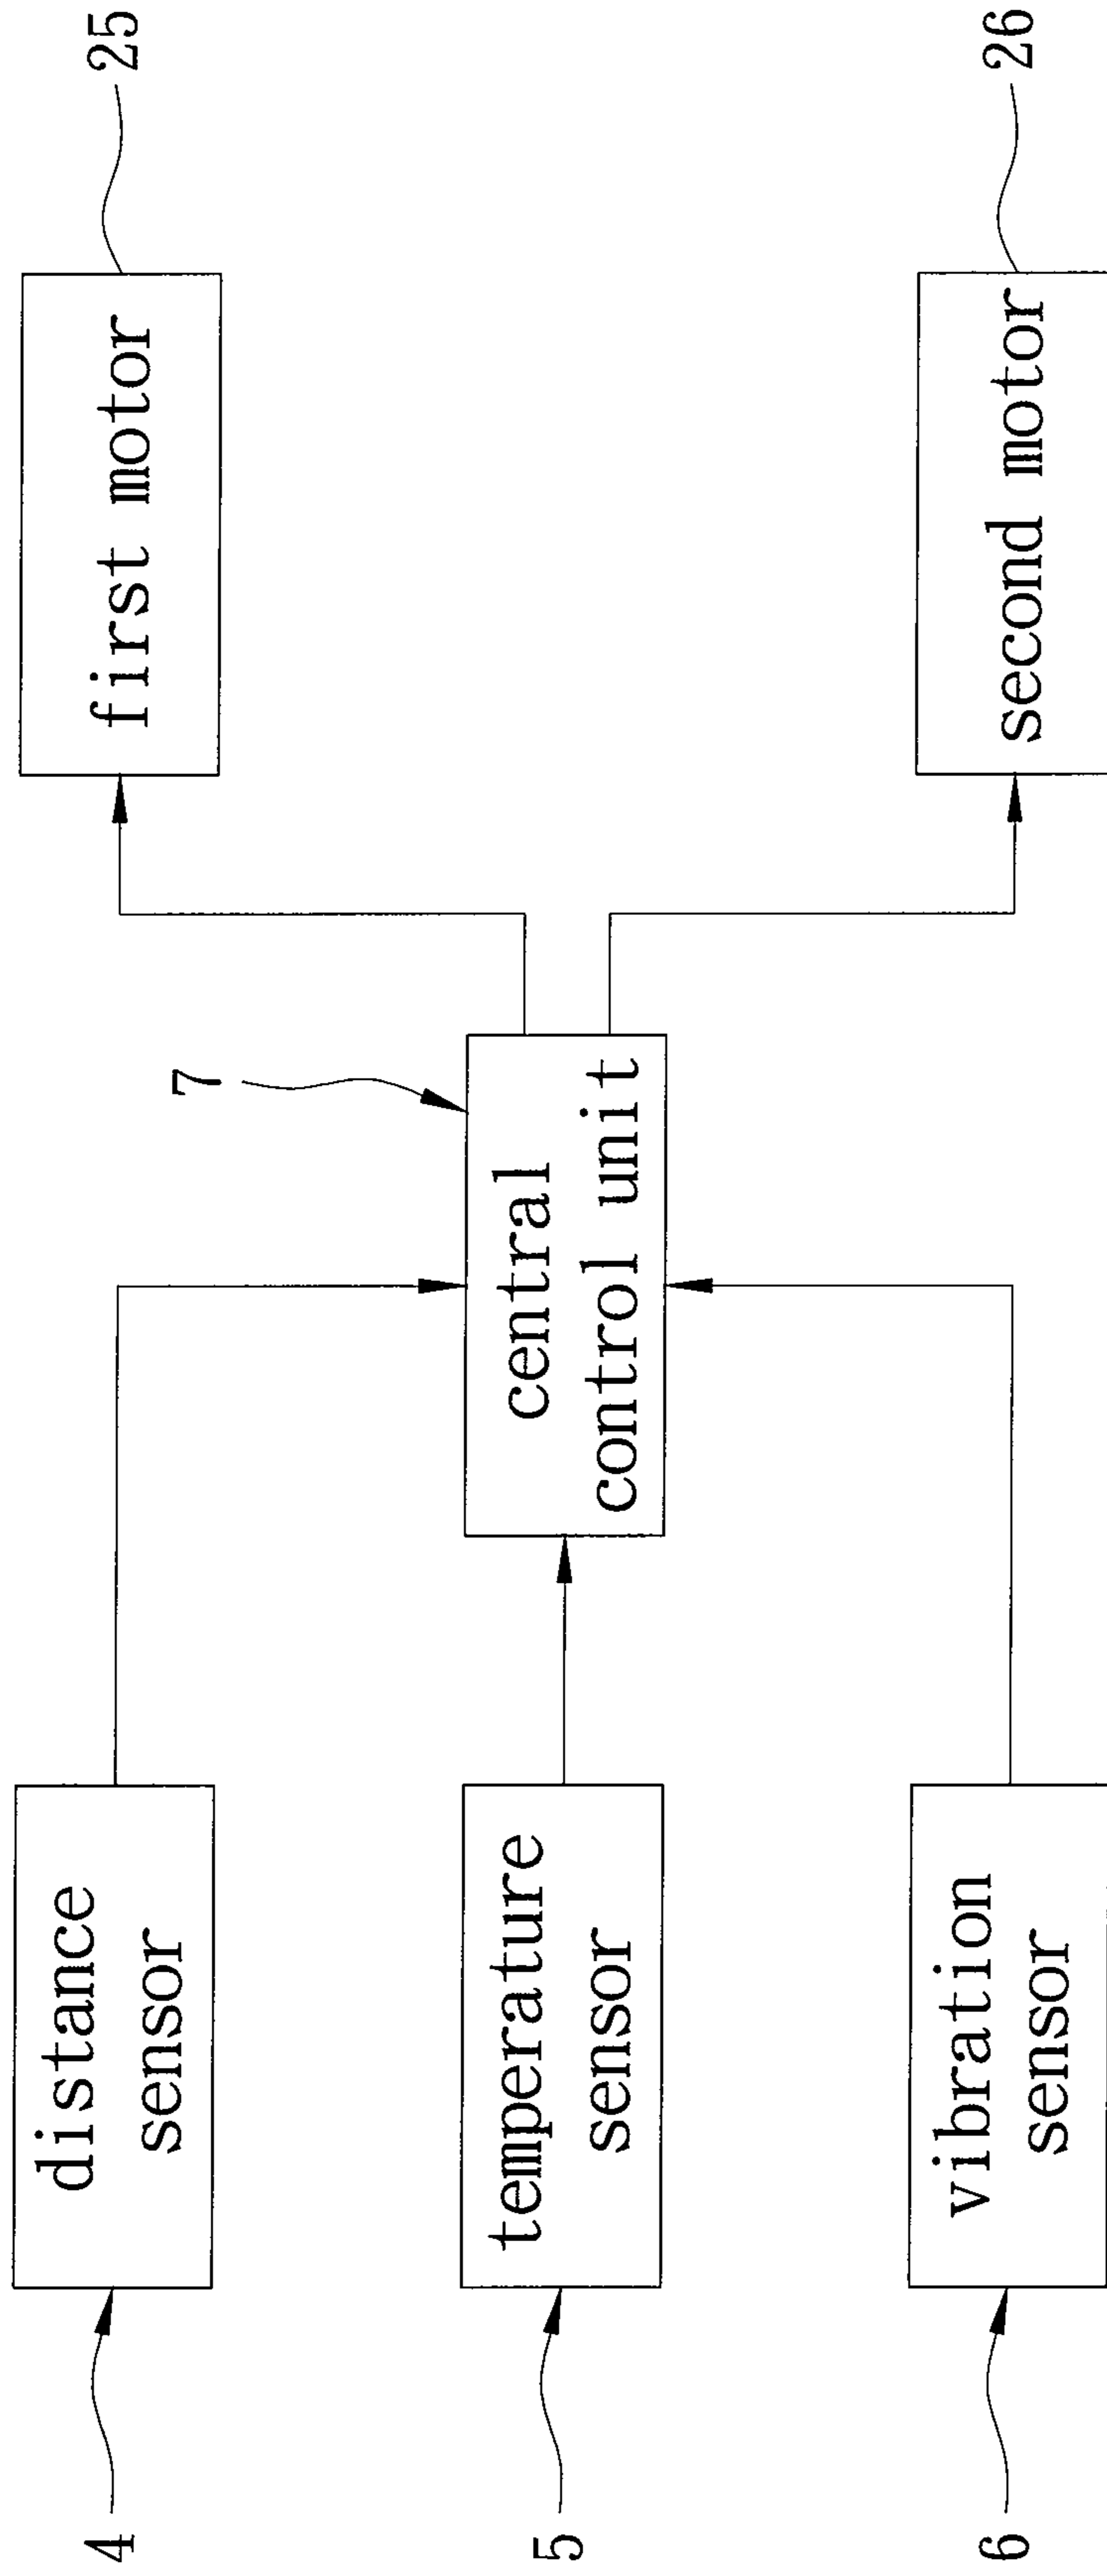 4
distance
sensor
5
temperature
sensor
6
vibration
sensor
7
central
control unit
first motor
25
second motor
26